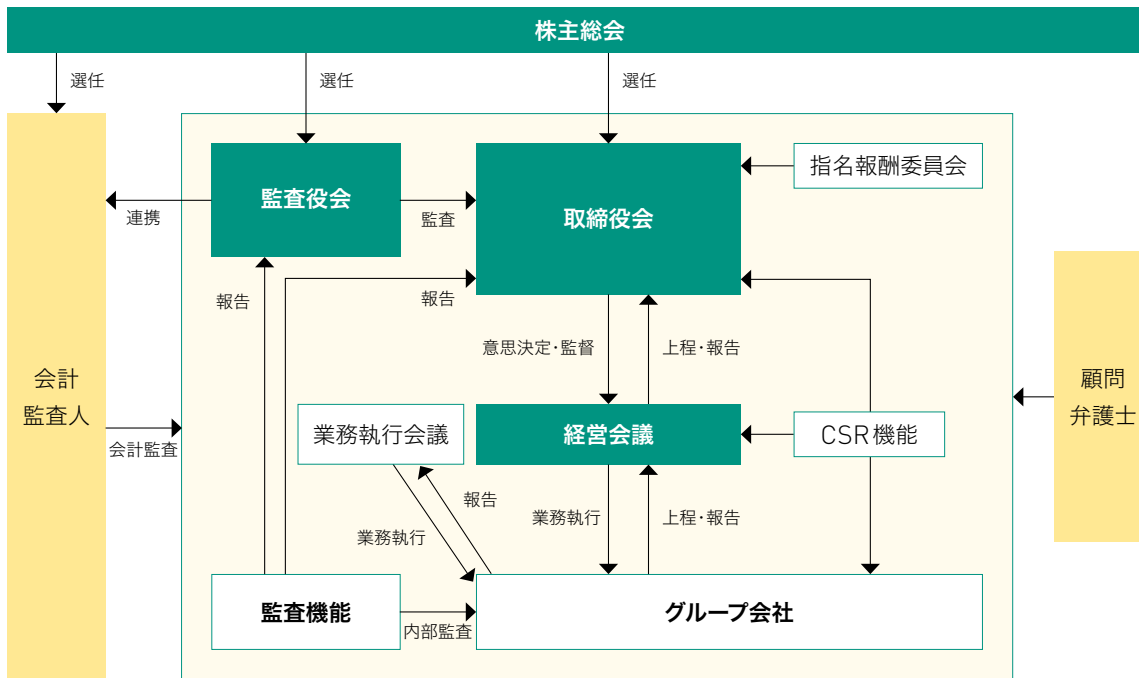 株主総会
選任
選任
選任
監査役会
取締役会
指名報酬委員会
連携
監査
報告
報告
意思決定・監督
上程・報告
会計
監査人
顧問
弁護士
会計監査
業務執行会議
経営会議
CSR機能
報告
業務執行
業務執行
上程・報告
監査機能
内部監査
グループ会社